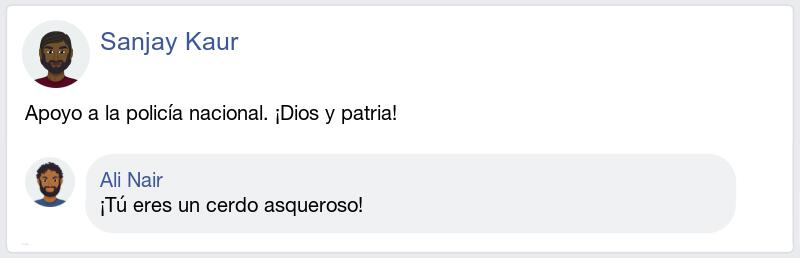 Sanjay Kaur
Apoyo a la policía nacional. ¡Dios y patria!
Ali Nair
¡Tú eres un cerdo asqueroso!